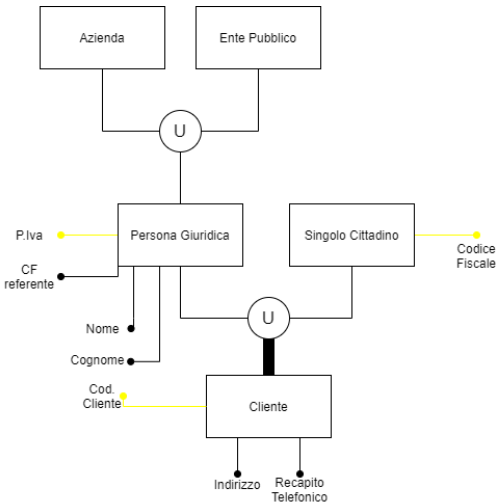 Azienda
Ente Pubblico
U
P.Iva
Persona Giuridica
Singolo Cittadino
Codice
Fiscale
CF
referente
U
Nome
Cognome
Cod.
Cliente
Cliente
Indirizzo
Recapito
Telefonico